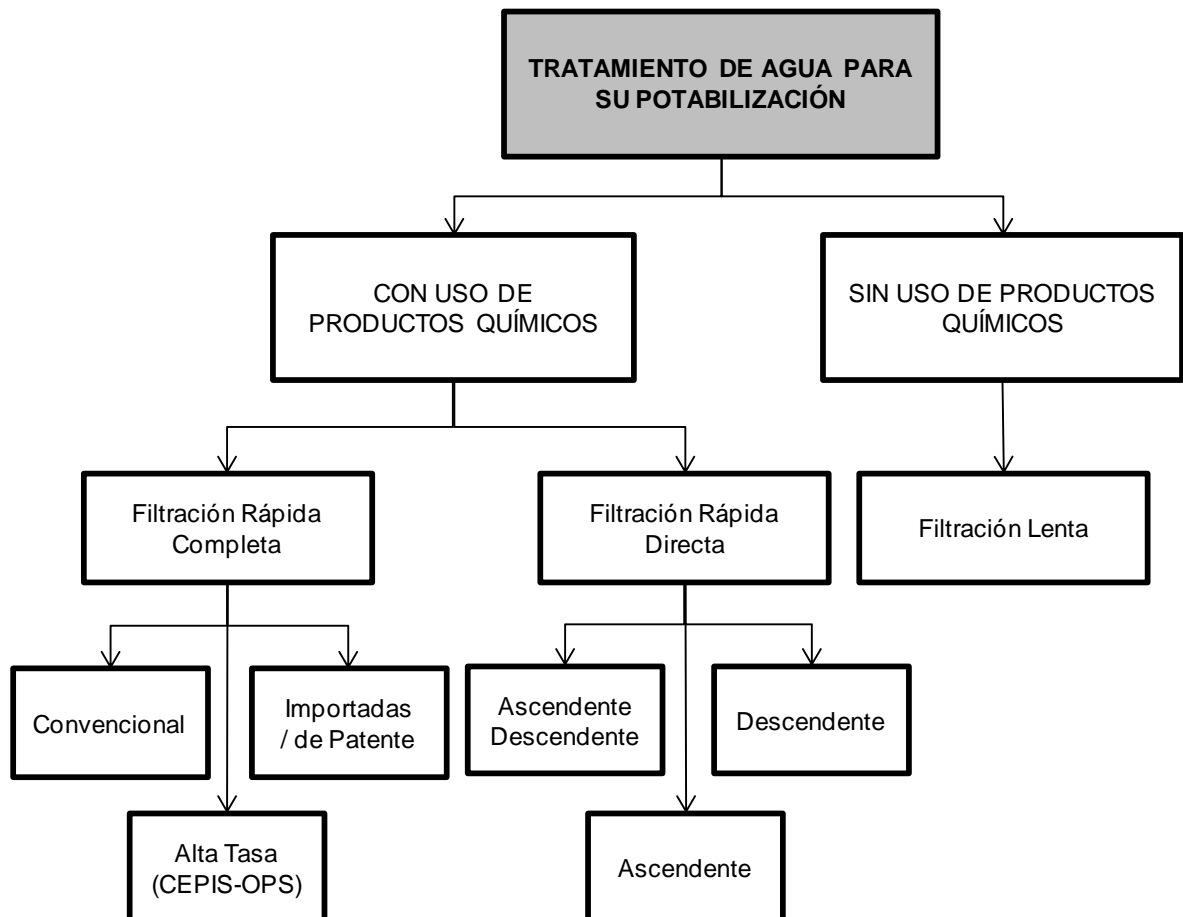 TRATAMIENTO DE AGUA PARA
SU POTABILIZACIÓN
CON USO DE
PRODUCTOS QUÍMICOS
SIN USO DE PRODUCTOS
QUÍMICOS
Filtración Rápida
Completa
Filtración Rápida
Directa
Filtración Lenta
Convencional
Importadas
/ de Patente
Ascendente
Descendente
Descendente
Alta Tasa
(CEPIS-OPS)
Ascendente